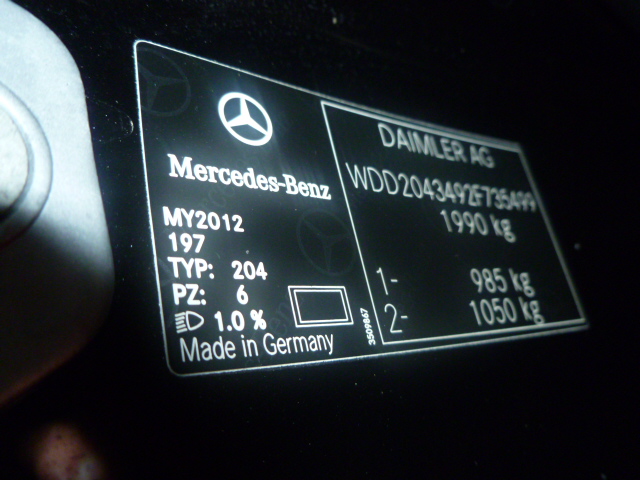 Mercedes-Benz
MY2012
197
TYP: 204
PZ: 6
1.0 %
Made in Germany
3509867
DAIMLER AG
WDD2043492F735499
1990 kg
1- 985 kg
2- 1050 kg